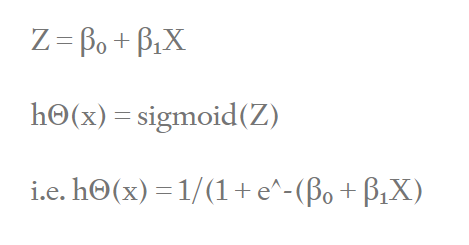 Z = β₀ + β₁X
hΘ(x) = sigmoid(Z)
i.e. hΘ(x) = 1/(1 + e^-(β₀ + β₁X)